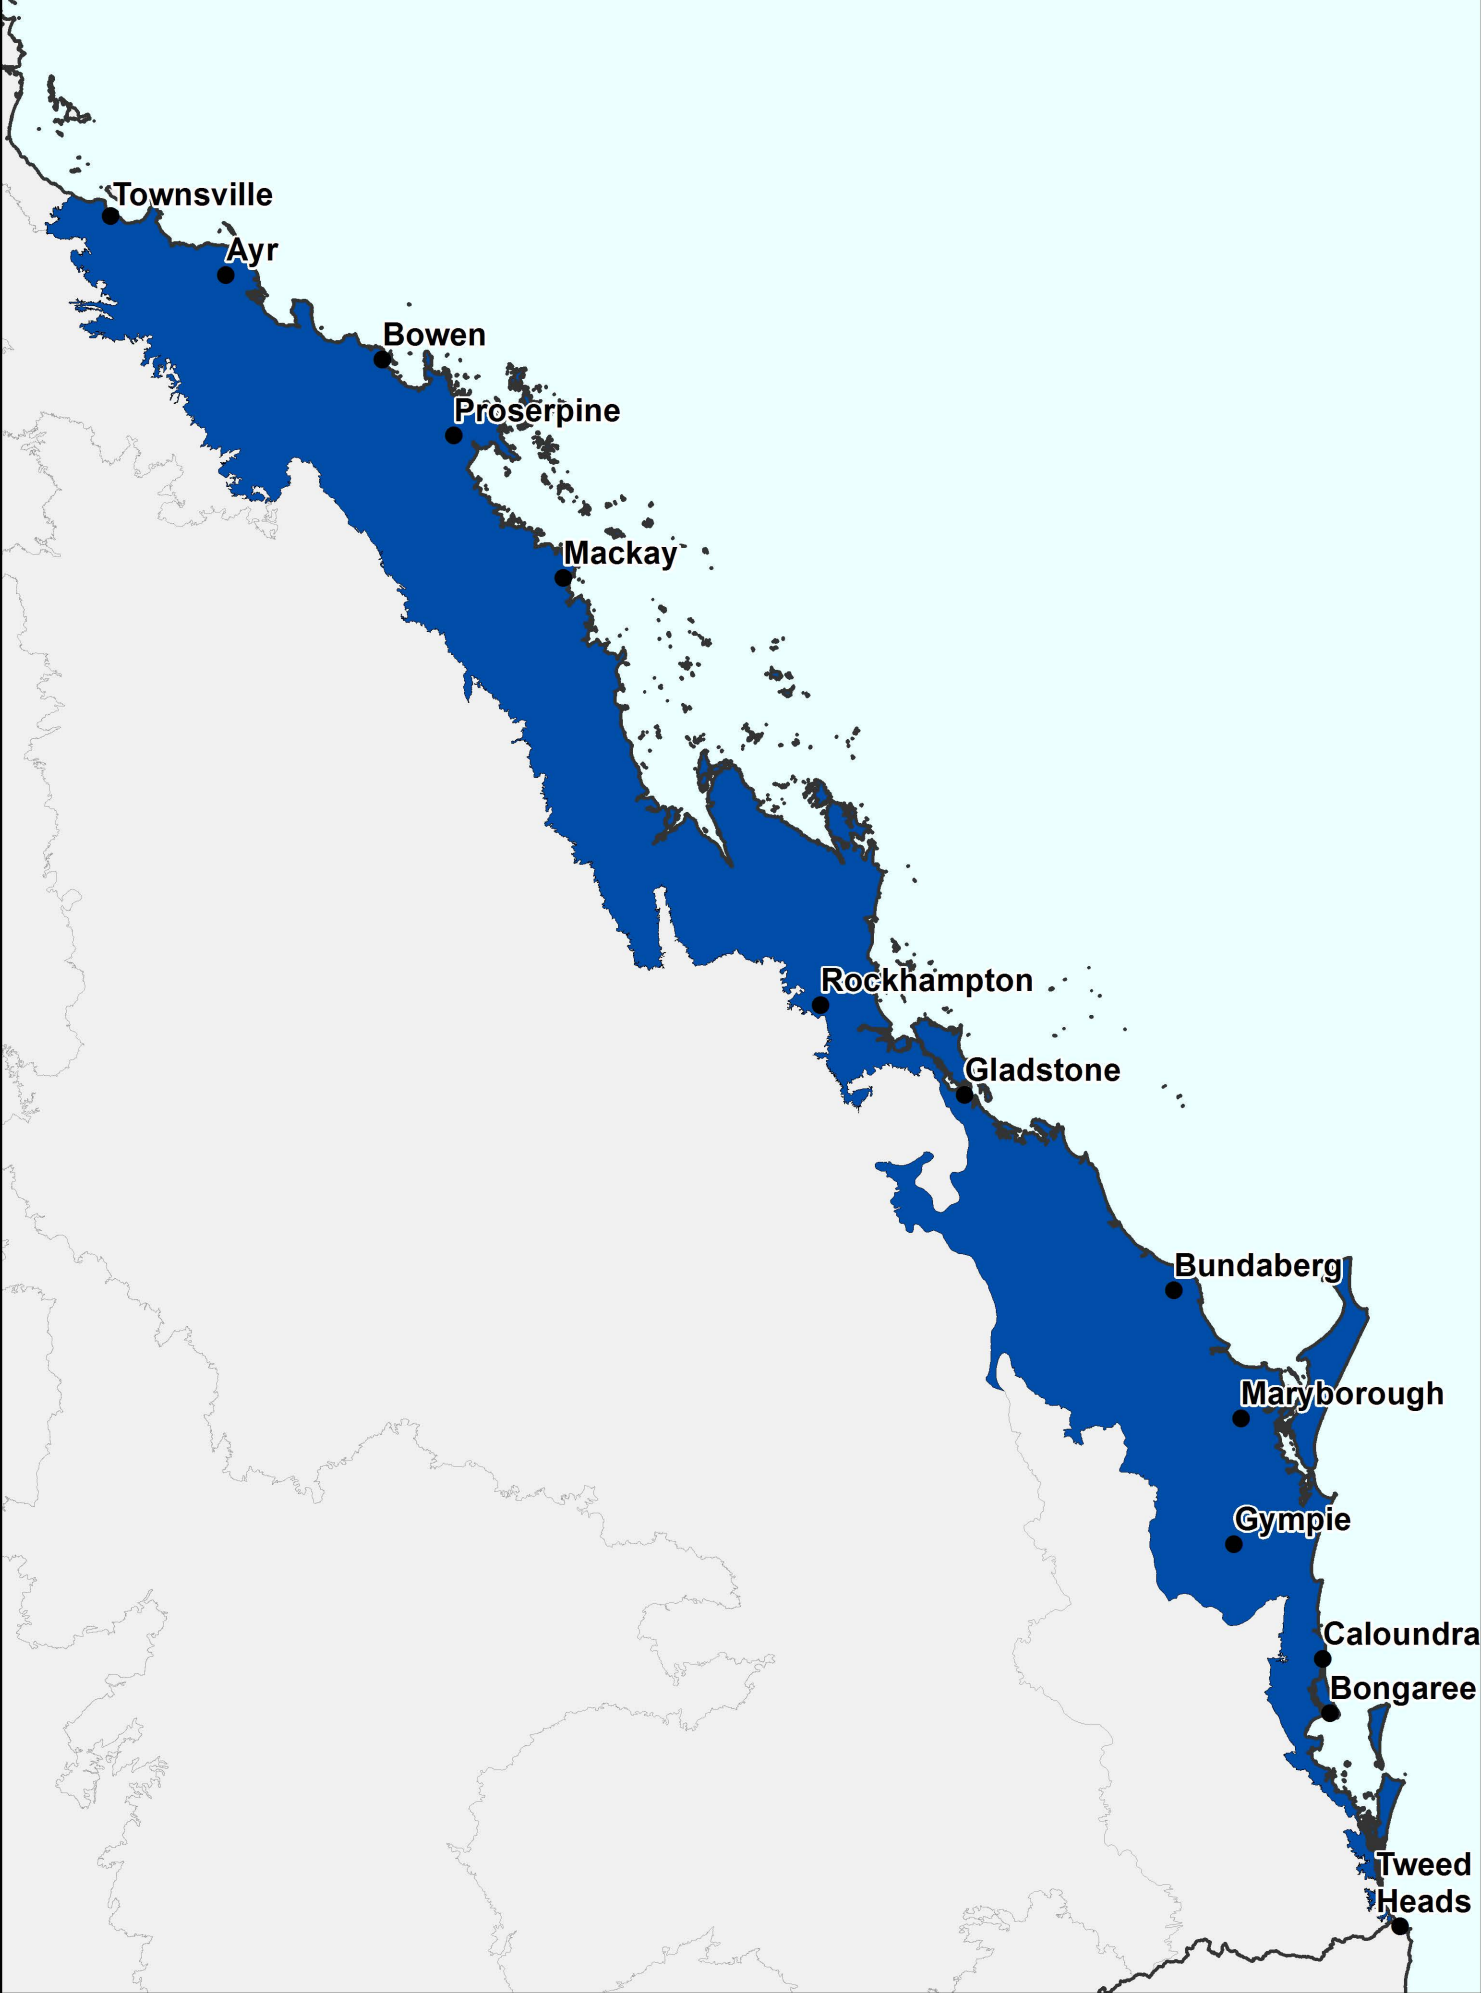 Townsville
Ayr
Bowen
Proserpine
Mackay
Rockhampton
Gladstone
Bundaberg
Maryborough
Gympie
Caloundra
Bongaree
Tweed
Heads